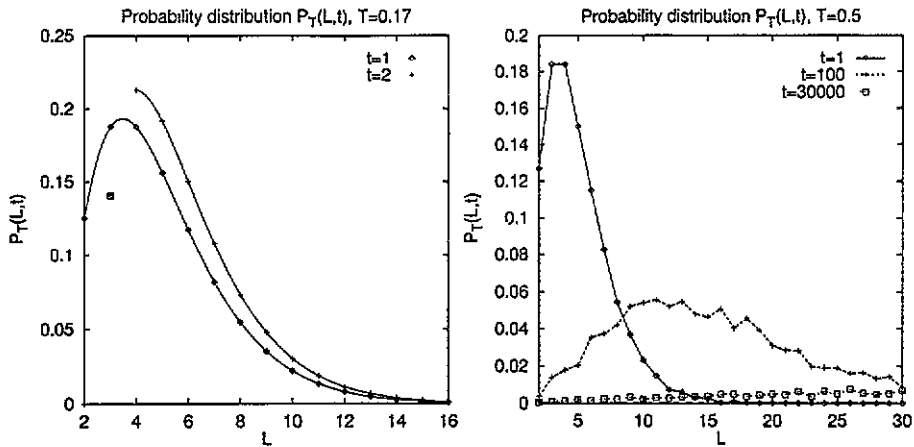 Probability distribution P_T(L,t), T=0.17
0.25
0.2
0.15
0.1
0.05
0
P_T(L,t)
t=1
t=2
2 4 6 8 10 12 14 16
L
Probability distribution P_T(L,t), T=0.5
0.2
0.18
0.16
0.14
0.12
0.1
0.08
0.06
0.04
0.02
0
P_T(L,t)
t=1
t=100
t=30000
5 10 15 20 25 30
L